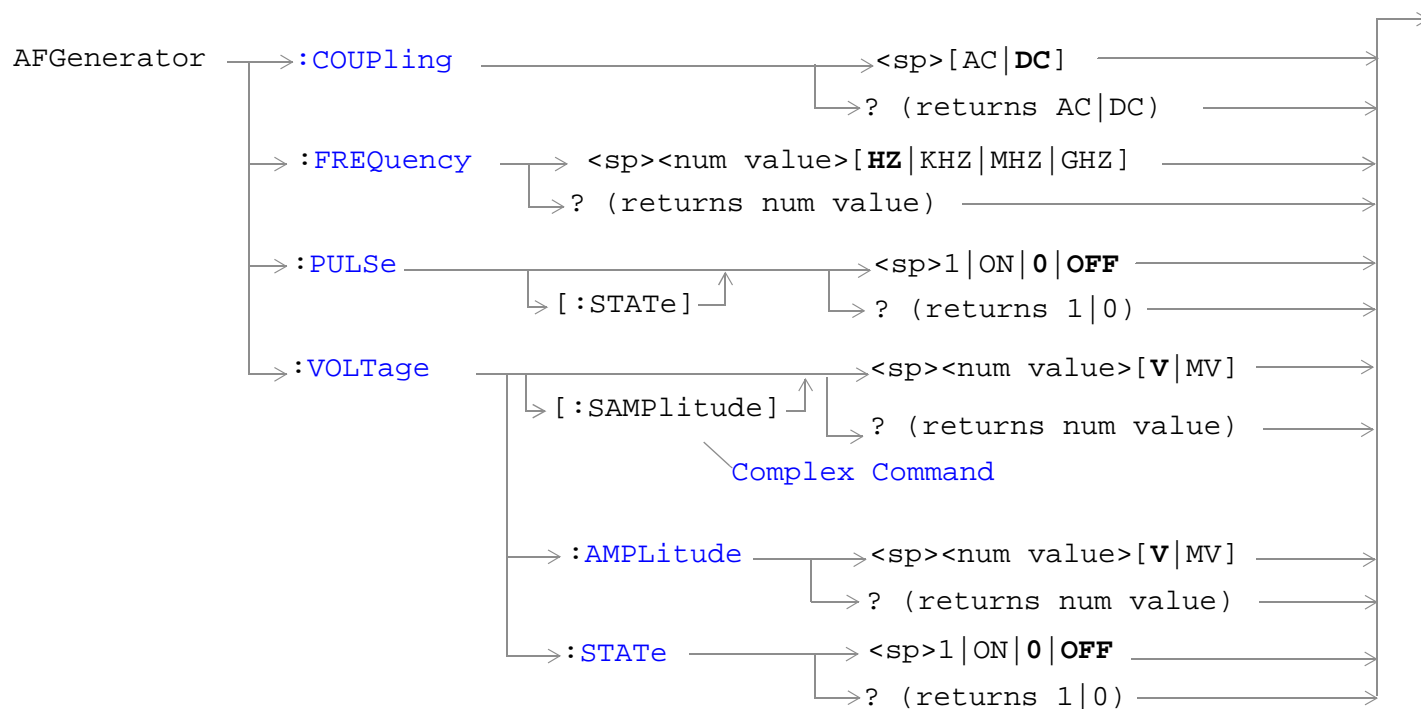 AFGenerator :COUPling <sp>[AC|DC]
? (returns AC|DC)
:FREQuency <sp><num value>[HZ|KHZ|MHZ|GHZ]
? (returns num value)
:PULSe <sp>1|ON|0|OFF
[:STATe] ? (returns 1|0)
:VOLTage <sp><num value>[V|MV]
[:SAMPlitude] ? (returns num value)
Complex Command
:AMPLitude <sp><num value>[V|MV]
? (returns num value)
:STATe <sp>1|ON|0|OFF
? (returns 1|0)